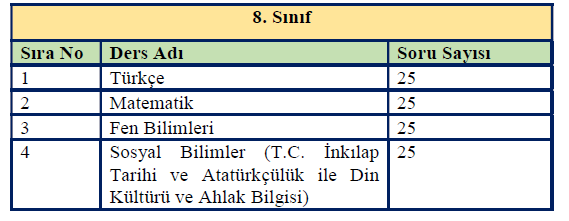 8. Sınıf
Sıra No Ders Adı Soru Sayısı
1 Türkçe 25
2 Matematik 25
3 Fen Bilimleri 25
4 Sosyal Bilimler (T.C. İnkılap 25
Tarihi ve Atatürkçülük ile Din
Kültürü ve Ahlak Bilgisi)